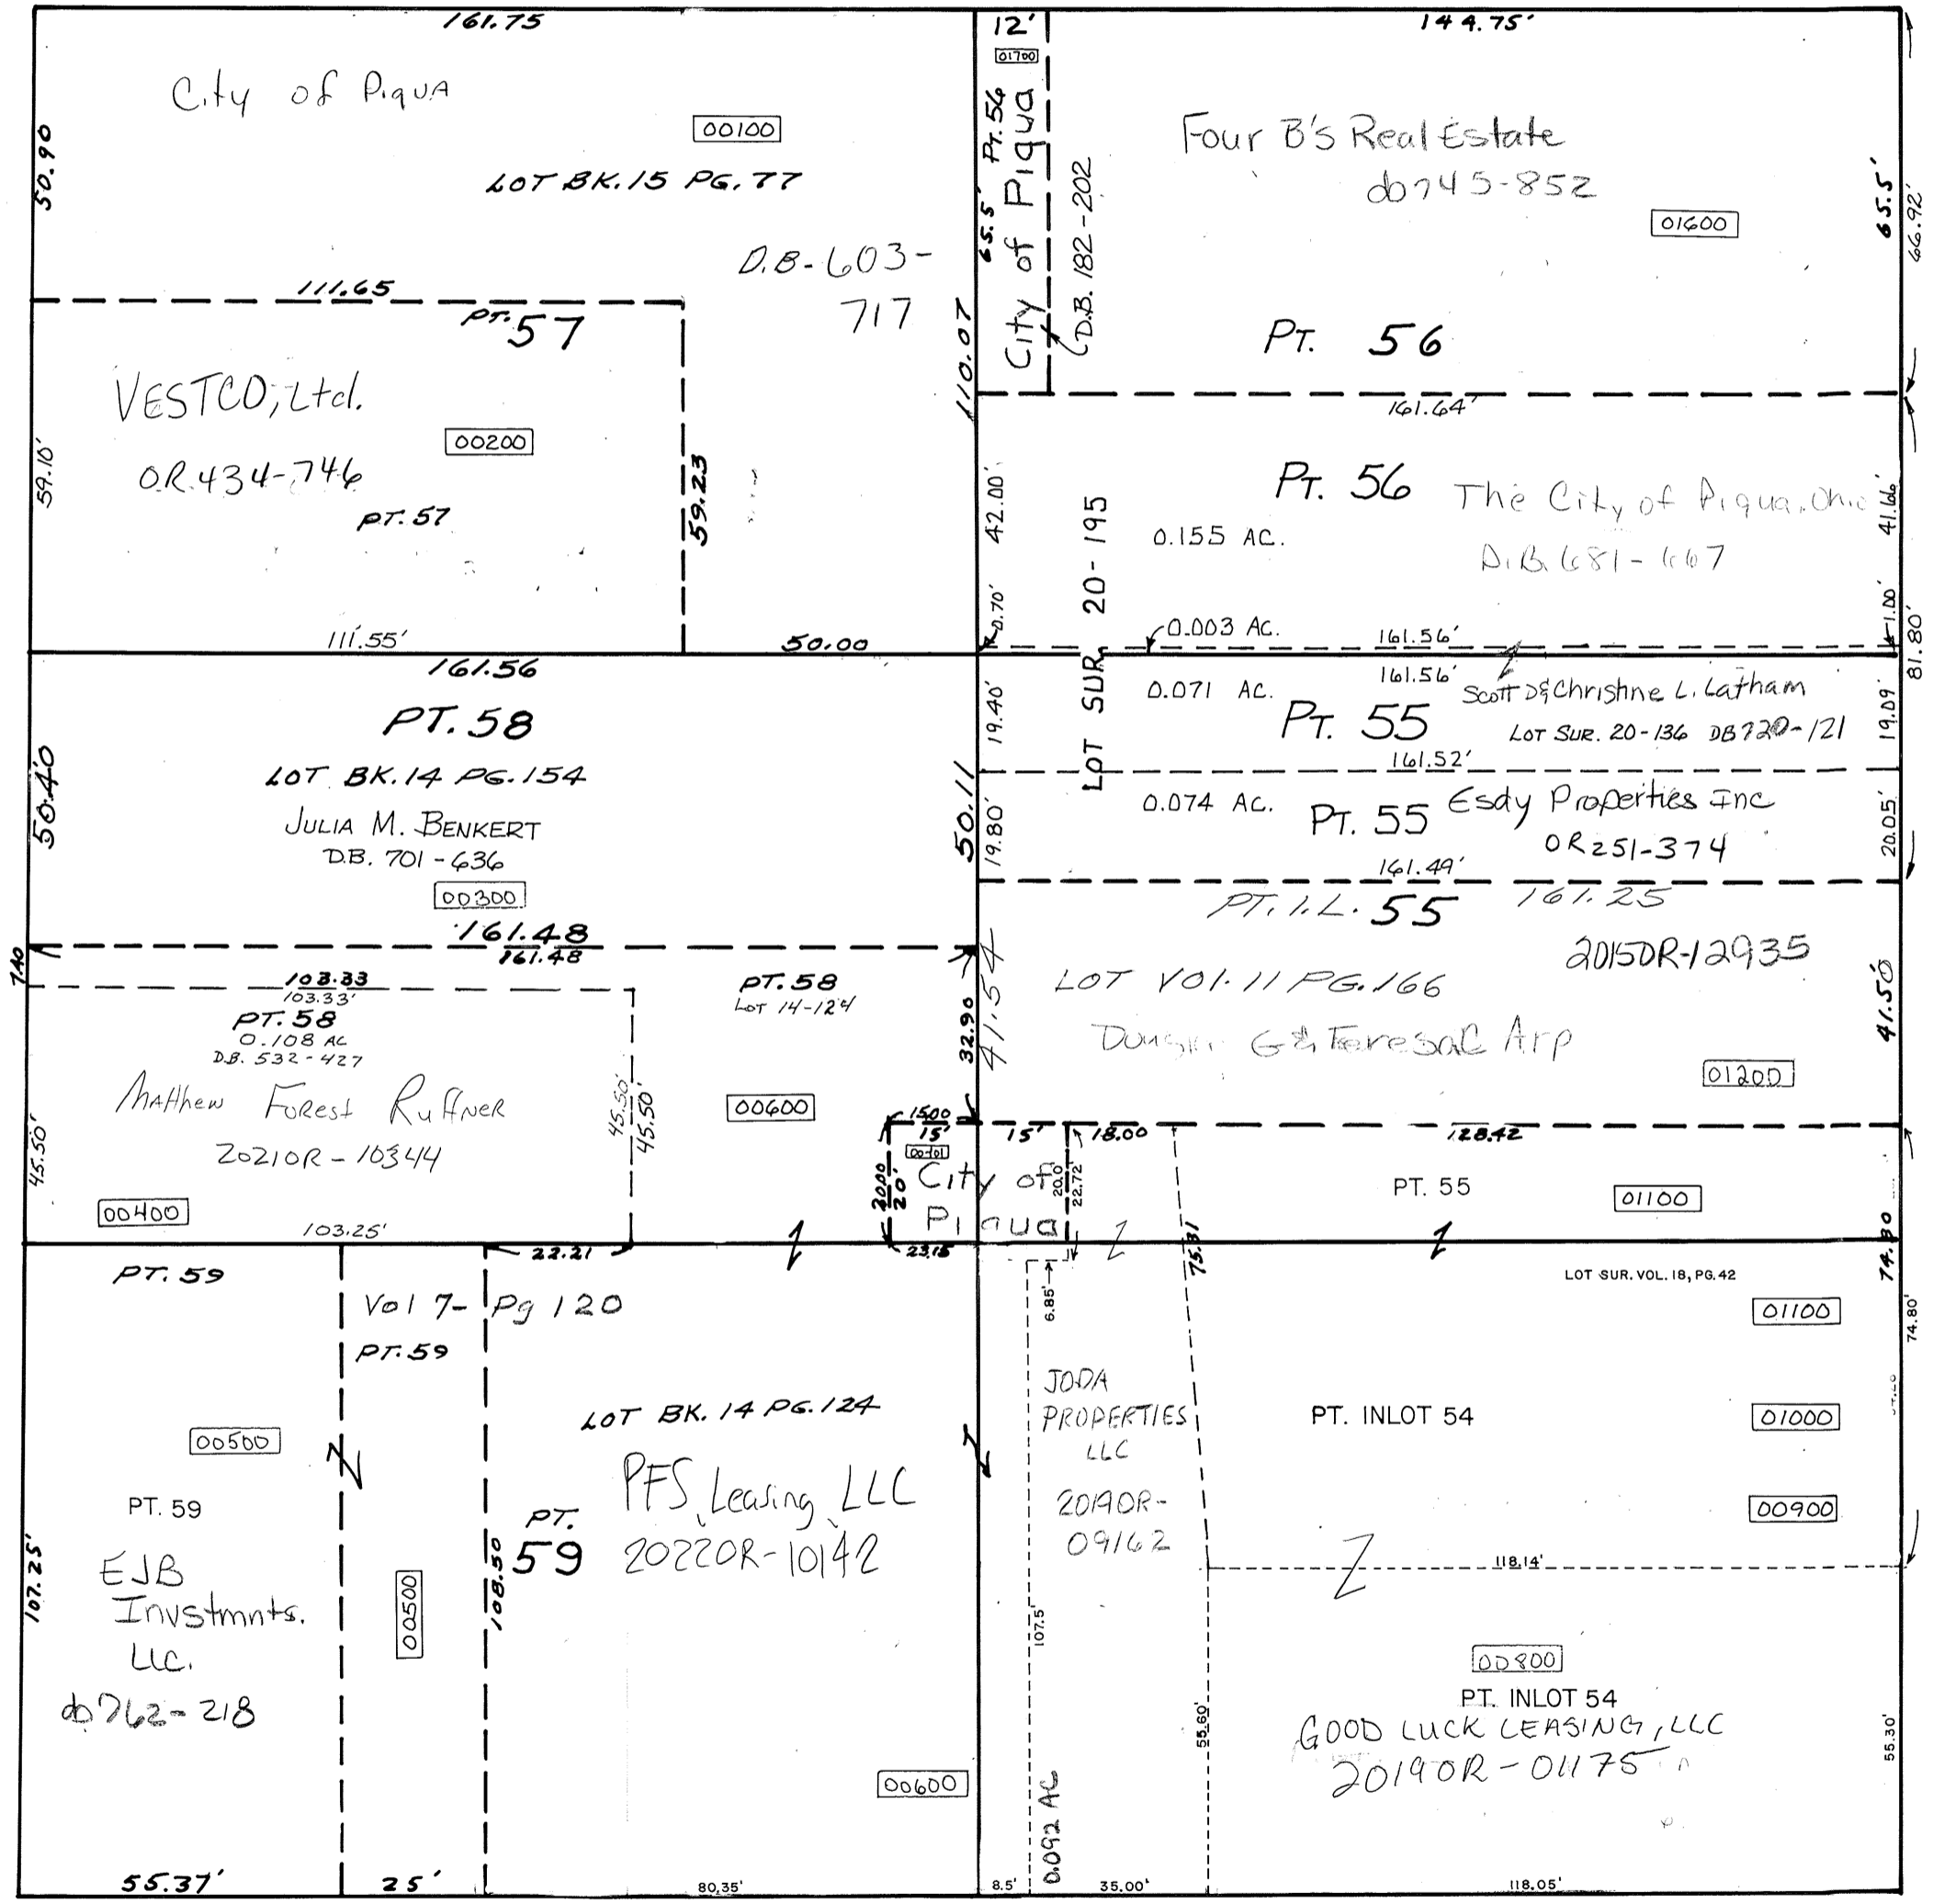 161.75
12'
144.75'
01700
City of Piqua
00100
50.90
LOT BK. 15 PG. 77
D.B-603-
717
65.5' PT. 56
City of Piqua
D.B. 182-202
Four B's Real Estate
db745-852
01600
65.5'
66.92'
111.65
PT. 57
110.07
PT. 56
VESTCO, Ltd.
00200
O.R. 434-746
PT. 57
59.10'
59.23
161.64'
42.00'
PT. 56
The City of Piqua, Ohio
0.155 AC.
D.B. 681-667
41.66'
LOT SUR. 20-195
0.70'
0.003 AC.
161.56'
1.00'
81.80'
111.55'
50.00
161.56
PT. 58
LOT BK. 14 PG. 154
JULIA M. BENKERT
D.B. 701-636
00300
50.40
50.11
19.40'
0.071 AC.
161.56'
Scott D & Christine L. Latham
PT. 55
LOT SUR. 20-136 DB720-121
19.09'
161.52'
19.80'
0.074 AC.
PT. 55
Esdy Properties Inc
OR251-374
20.05'
161.49'
161.48
161.48
7.40
PT. I.L. 55
161.25
2015OR-12935
LOT VOL. 11 PG. 166
G & Teresa C Arp
01200
41.54
41.50
32.90
103.33
103.33'
PT. 58
0.108 AC
D.B. 532-427
Matthew Forest Ruffner
2021OR-10344
00400
45.50'
45.50'
45.50'
103.25'
PT. 58
LOT 14-124
00600
15.00
15'
15'
18.00
128.42
00401
City of
Piqua
20.00
20'
20.0'
22.72'
23.15
22.21
PT. 55
01100
75.31
74.30
74.80'
PT. 59
Vol 7- Pg 120
PT. 59
LOT BK. 14 PG. 124
00500
PT. 59
EJB
Invstmnts.
LLC.
db762-218
107.25'
00500
108.50
PT.
59
PFS Leasing, LLC
2022OR-10142
00600
6.85'
JODA
PROPERTIES
LLC
2019OR-
09162
107.5'
0.092 AC
LOT SUR. VOL. 18, PG. 42
01100
PT. INLOT 54
01000
00900
118.14'
00800
PT. INLOT 54
GOOD LUCK LEASING, LLC
2019OR-01175
55.60'
55.30'
55.37'
25'
80.35'
8.5'
35.00'
118.05'